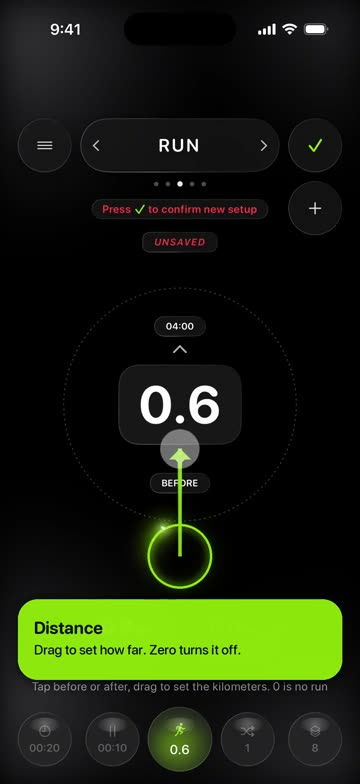 9:41
RUN
Press ✓ to confirm new setup
UNSAVED
04:00
0.6
BEFORE
Distance
Drag to set how far. Zero turns it off.
Tap before or after, drag to set the kilometers. 0 is no run
00:20
00:10
0.6
1
8